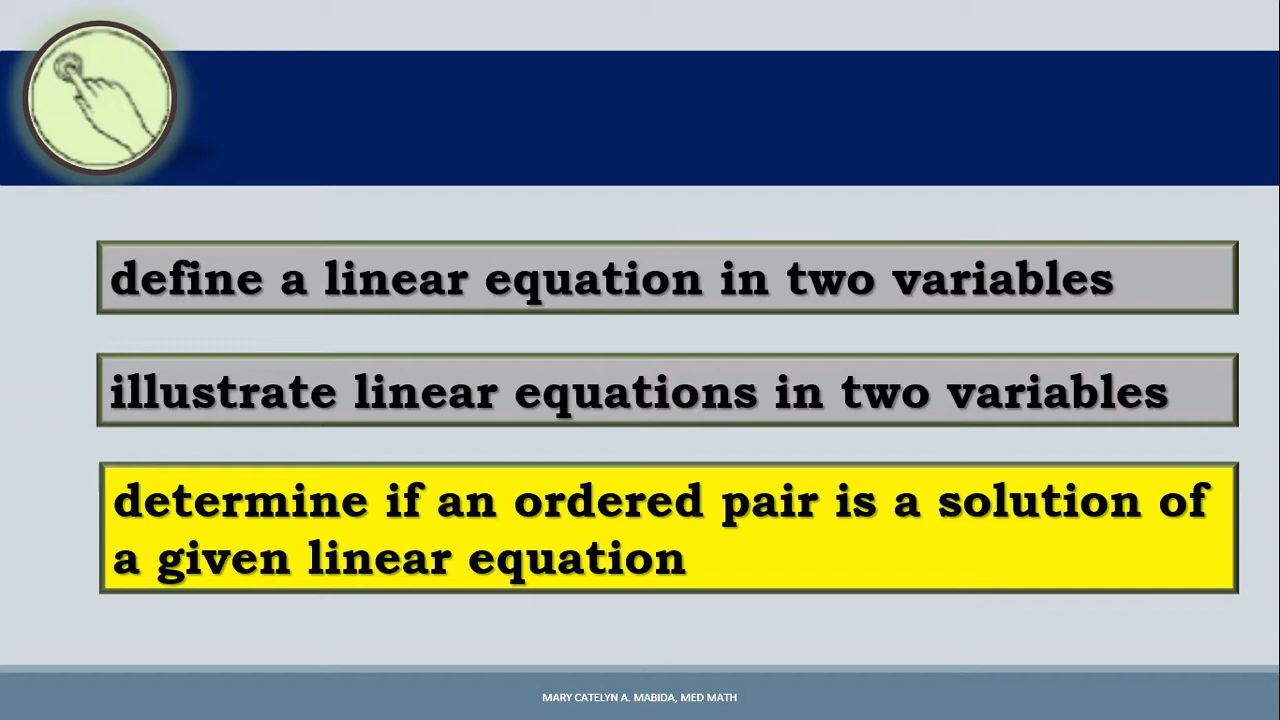 define a linear equation in two variables
illustrate linear equations in two variables
determine if an ordered pair is a solution of
a given linear equation
MARY CATELYN A. MABIDA, MED MATH